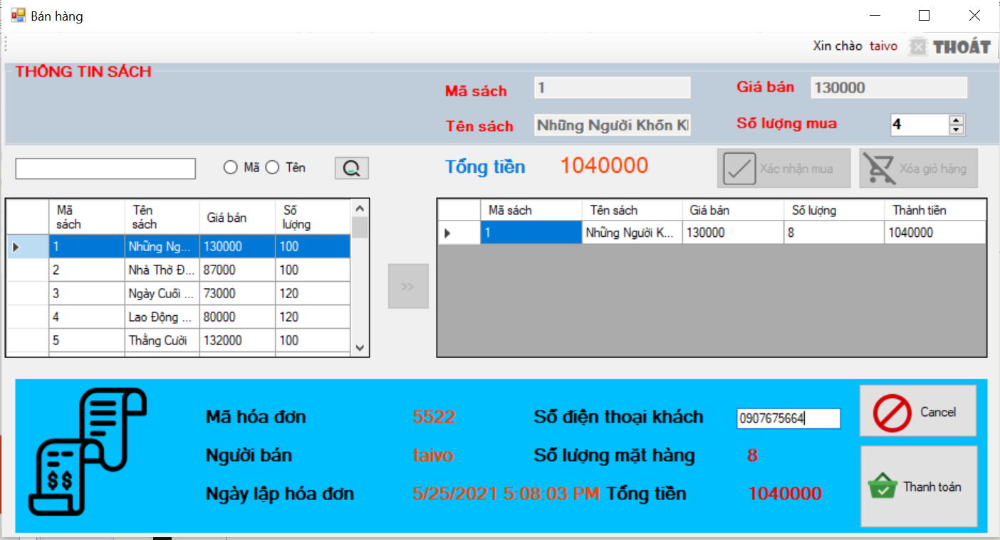 Bán hàng
Xin chào taivo THOÁT
THÔNG TIN SÁCH
Mã sách 1 Giá bán 130000
Tên sách Những Người Khốn K Số lượng mua 4
Mã Tên Tổng tiền 1040000 Xác nhận mua Xóa giỏ hàng
Mã sách Tên sách Giá bán Số lượng
1 Những Ng... 130000 100
2 Nhà Thờ Đ... 87000 100
3 Ngày Cuối ... 73000 120
4 Lao Động ... 80000 120
5 Thằng Cười 132000 100
>>
Mã sách Tên sách Giá bán Số lượng Thành tiền
1 Những Người K... 130000 8 1040000
Mã hóa đơn 5522 Số điện thoại khách 0907675664 Cancel
Người bán taivo Số lượng mặt hàng 8
Ngày lập hóa đơn 5/25/2021 5:08:03 PM Tổng tiền 1040000 Thanh toán
$ $